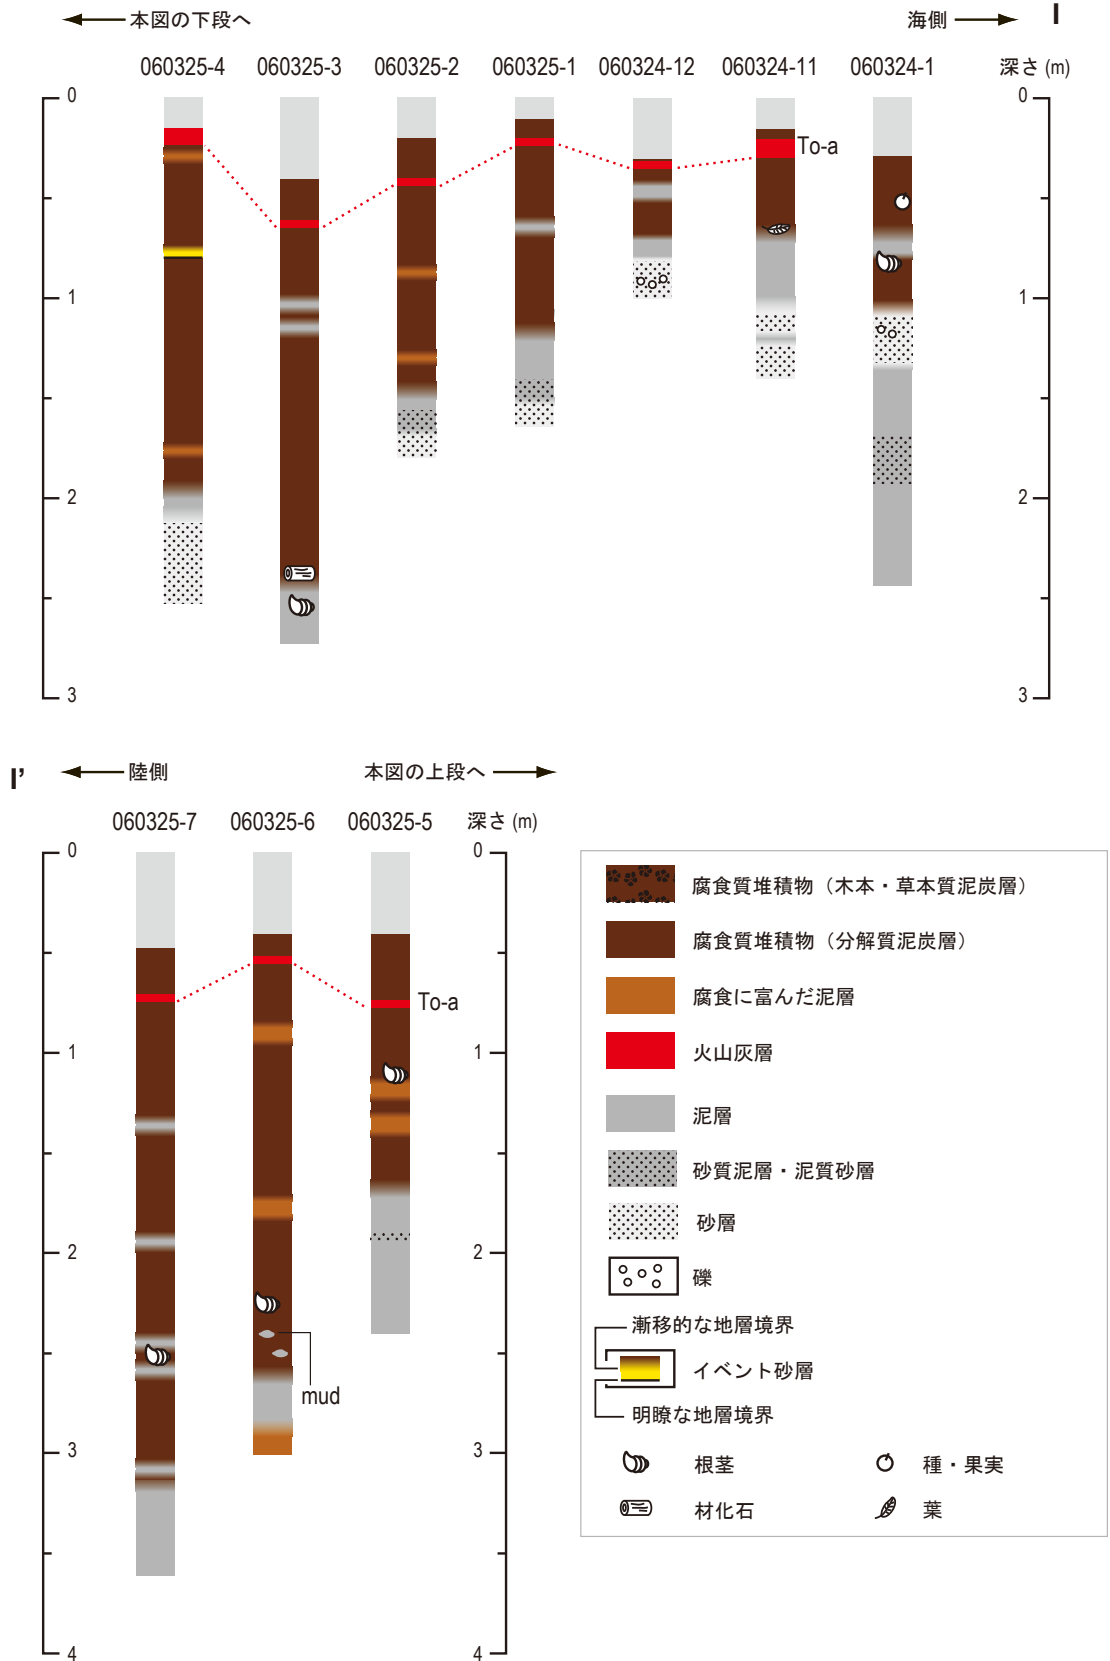 本図の下段へ 海側 I
060325-4 060325-3 060325-2 060325-1 060324-12 060324-11 060324-1 深さ (m)
0 0
To-a
1 1
2 2
3 3
I’ 陸側 本図の上段へ
060325-7 060325-6 060325-5 深さ (m)
0 0
To-a
1 1
2 2
mud
3 3
4 4
腐食質堆積物（木本・草本質泥炭層）
腐食質堆積物（分解質泥炭層）
腐食に富んだ泥層
火山灰層
泥層
砂質泥層・泥質砂層
砂層
礫
漸移的な地層境界
イベント砂層
明瞭な地層境界
根茎 種・果実
材化石 葉